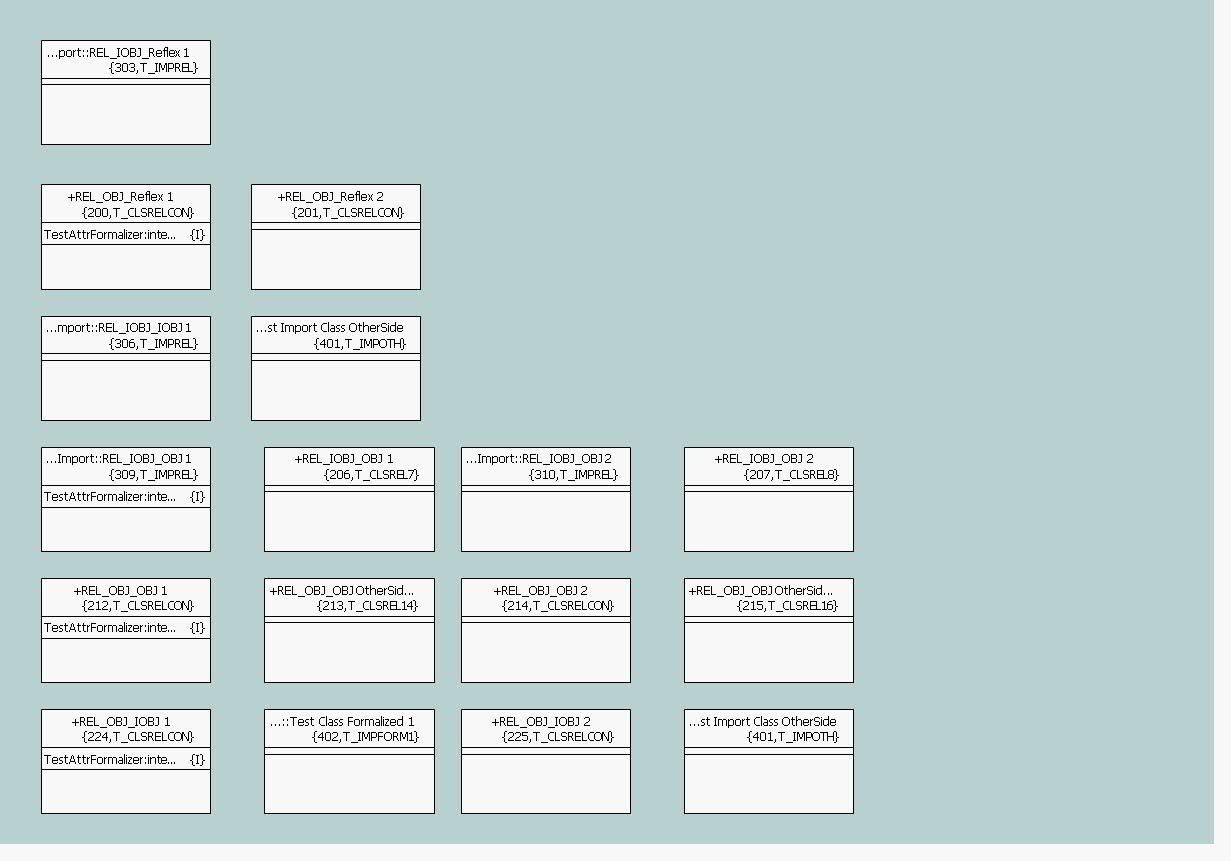 ...port::REL_IOBJ_Reflex 1
{303,T_IMPREL}
+REL_OBJ_Reflex 1
{200,T_CLSRELCON}
TestAttrFormalizer:inte... {I}
+REL_OBJ_Reflex 2
{201,T_CLSRELCON}
...mport::REL_IOBJ_IOBJ 1
{306,T_IMPREL}
...st Import Class OtherSide
{401,T_IMPOTH}
...Import::REL_IOBJ_OBJ 1
{309,T_IMPREL}
TestAttrFormalizer:inte... {I}
+REL_IOBJ_OBJ 1
{206,T_CLSREL7}
...Import::REL_IOBJ_OBJ 2
{310,T_IMPREL}
+REL_IOBJ_OBJ 2
{207,T_CLSREL8}
+REL_OBJ_OBJ 1
{212,T_CLSRELCON}
TestAttrFormalizer:inte... {I}
+REL_OBJ_OBJ OtherSid...
{213,T_CLSREL14}
+REL_OBJ_OBJ 2
{214,T_CLSRELCON}
+REL_OBJ_OBJ OtherSid...
{215,T_CLSREL16}
+REL_OBJ_IOBJ 1
{224,T_CLSRELCON}
TestAttrFormalizer:inte... {I}
...::Test Class Formalized 1
{402,T_IMPFORM1}
+REL_OBJ_IOBJ 2
{225,T_CLSRELCON}
...st Import Class OtherSide
{401,T_IMPOTH}